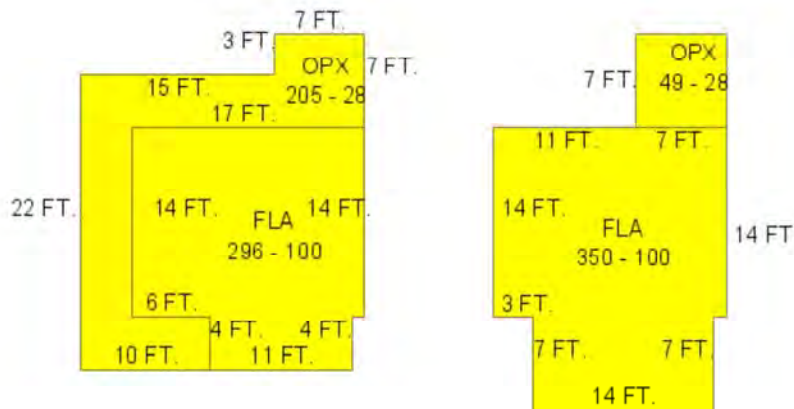 7 FT.
3 FT.
OPX
205 - 28
7 FT.
15 FT.
17 FT.
22 FT.
14 FT.
14 FT.
FLA
296 - 100
6 FT.
4 FT.
4 FT.
10 FT.
11 FT.
OPX
49 - 28
7 FT.
11 FT.
7 FT.
14 FT.
14 FT
FLA
350 - 100
3 FT.
7 FT.
7 FT.
14 FT.